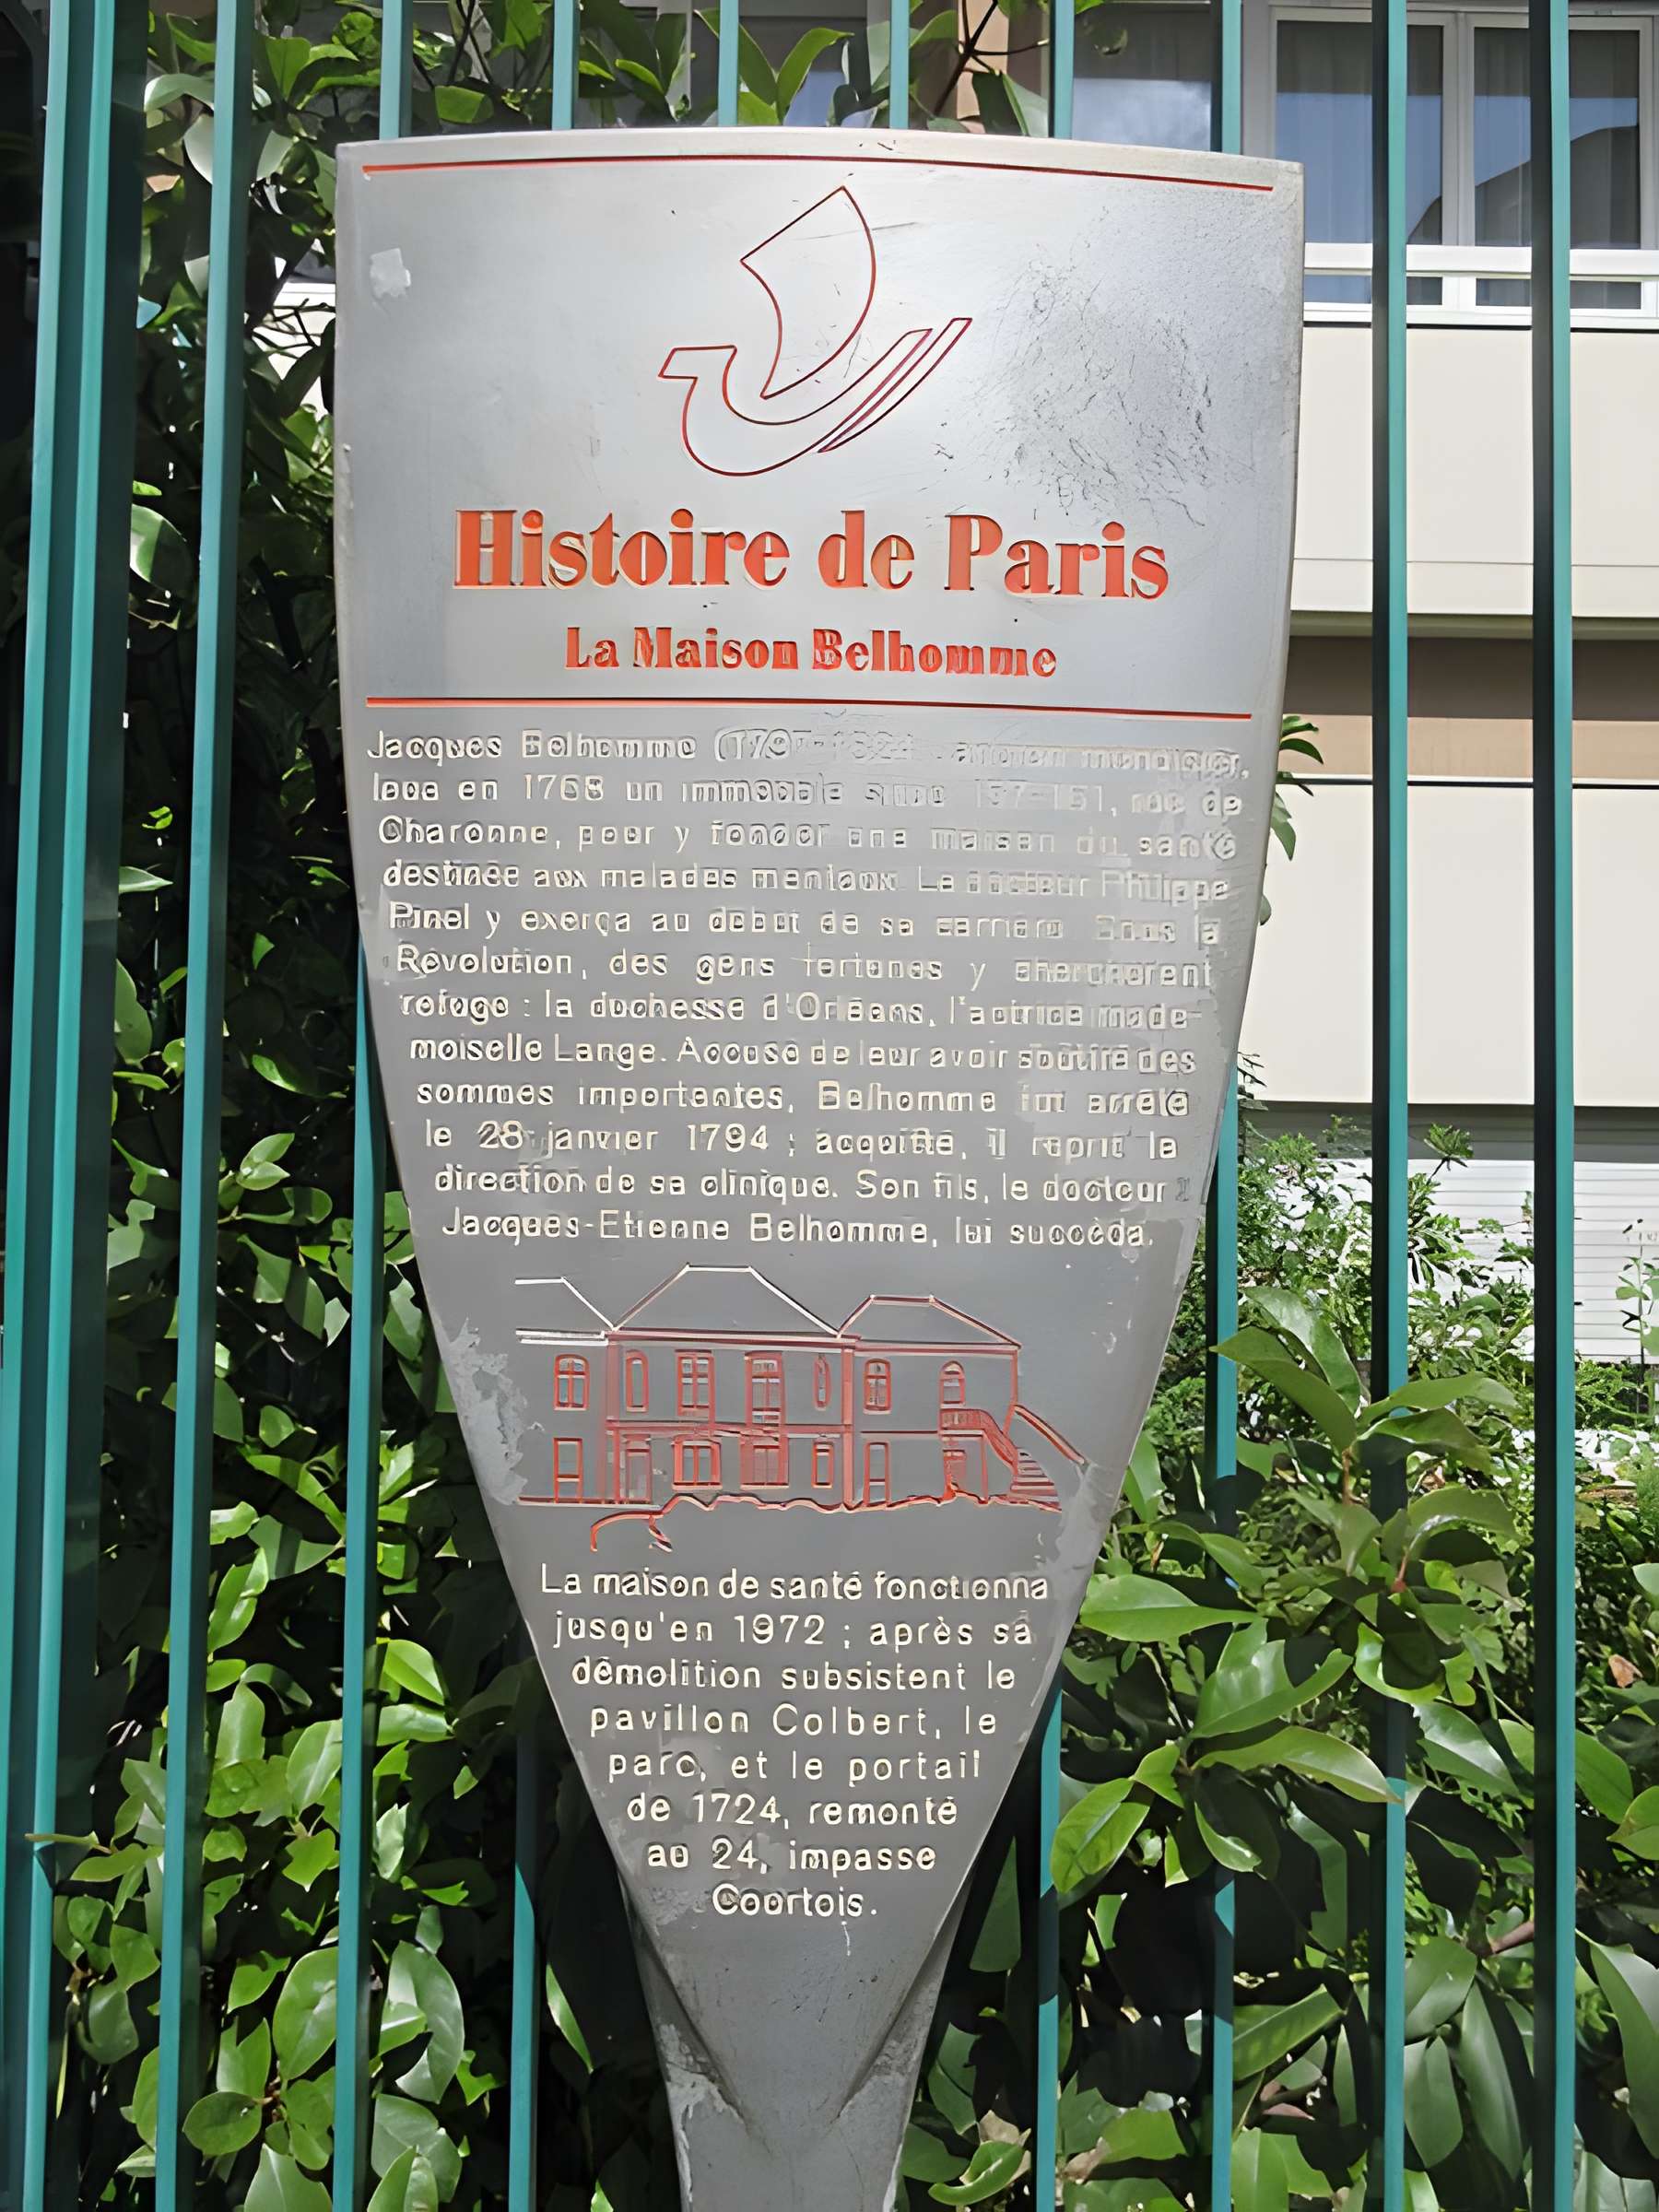 Histoire de Paris
La Maison Belhomme
Jacques Belhomme
loue en 1768 un immeuble 157-161, rue de
Charonne, pour y fonder une maison de santé
destinée aux malades mentaux. Le docteur Philippe
Pinel y exerça au début de sa carrière. Sous la
Révolution, des gens fortunés y cherchèrent
refuge : la duchesse d'Orléans, l'actrice made-
moiselle Lange. Accusé de leur avoir soutiré des
sommes importantes, Belhomme fut arrêté
le 28 janvier 1794 ; acquitté, il reprit la
direction de sa clinique. Son fils, le docteur
Jacques-Etienne Belhomme, lui succéda.
La maison de santé fonctionna
jusqu'en 1972 ; après sa
démolition subsistent le
pavillon Colbert, le
parc, et le portail
de 1724, remonté
au 24, impasse
Courtois.